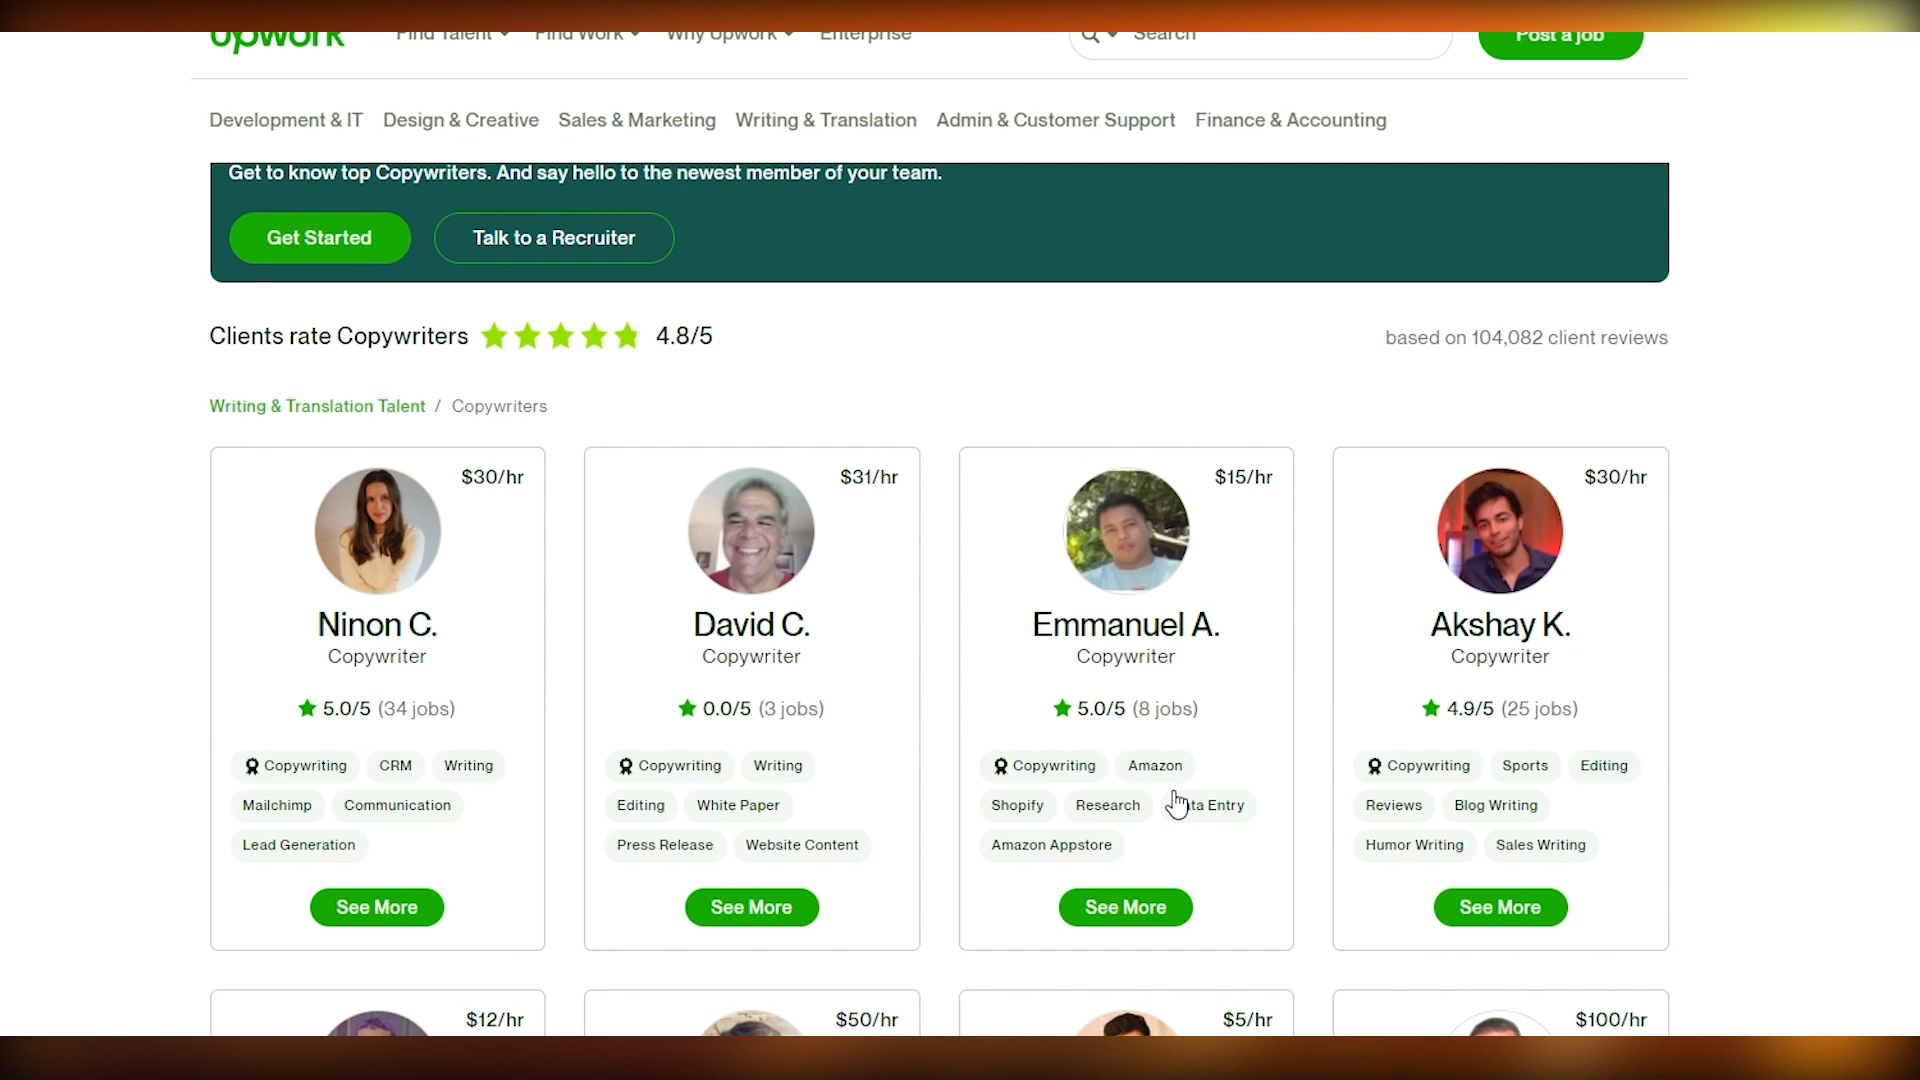 upwork Find Talent Find Work Why Upwork Enterprise Search Post a job
Development & IT Design & Creative Sales & Marketing Writing & Translation Admin & Customer Support Finance & Accounting
Get to know top Copywriters. And say hello to the newest member of your team.
Get Started Talk to a Recruiter
Clients rate Copywriters 4.8/5 based on 104,082 client reviews
Writing & Translation Talent / Copywriters
$30/hr
Ninon C.
Copywriter
5.0/5 (34 jobs)
Copywriting CRM Writing
Mailchimp Communication
Lead Generation
See More
$31/hr
David C.
Copywriter
0.0/5 (3 jobs)
Copywriting Writing
Editing White Paper
Press Release Website Content
See More
$15/hr
Emmanuel A.
Copywriter
5.0/5 (8 jobs)
Copywriting Amazon
Shopify Research Entry
Amazon Appstore
See More
$30/hr
Akshay K.
Copywriter
4.9/5 (25 jobs)
Copywriting Sports Editing
Reviews Blog Writing
Humor Writing Sales Writing
See More
$12/hr
$50/hr
$5/hr
$100/hr